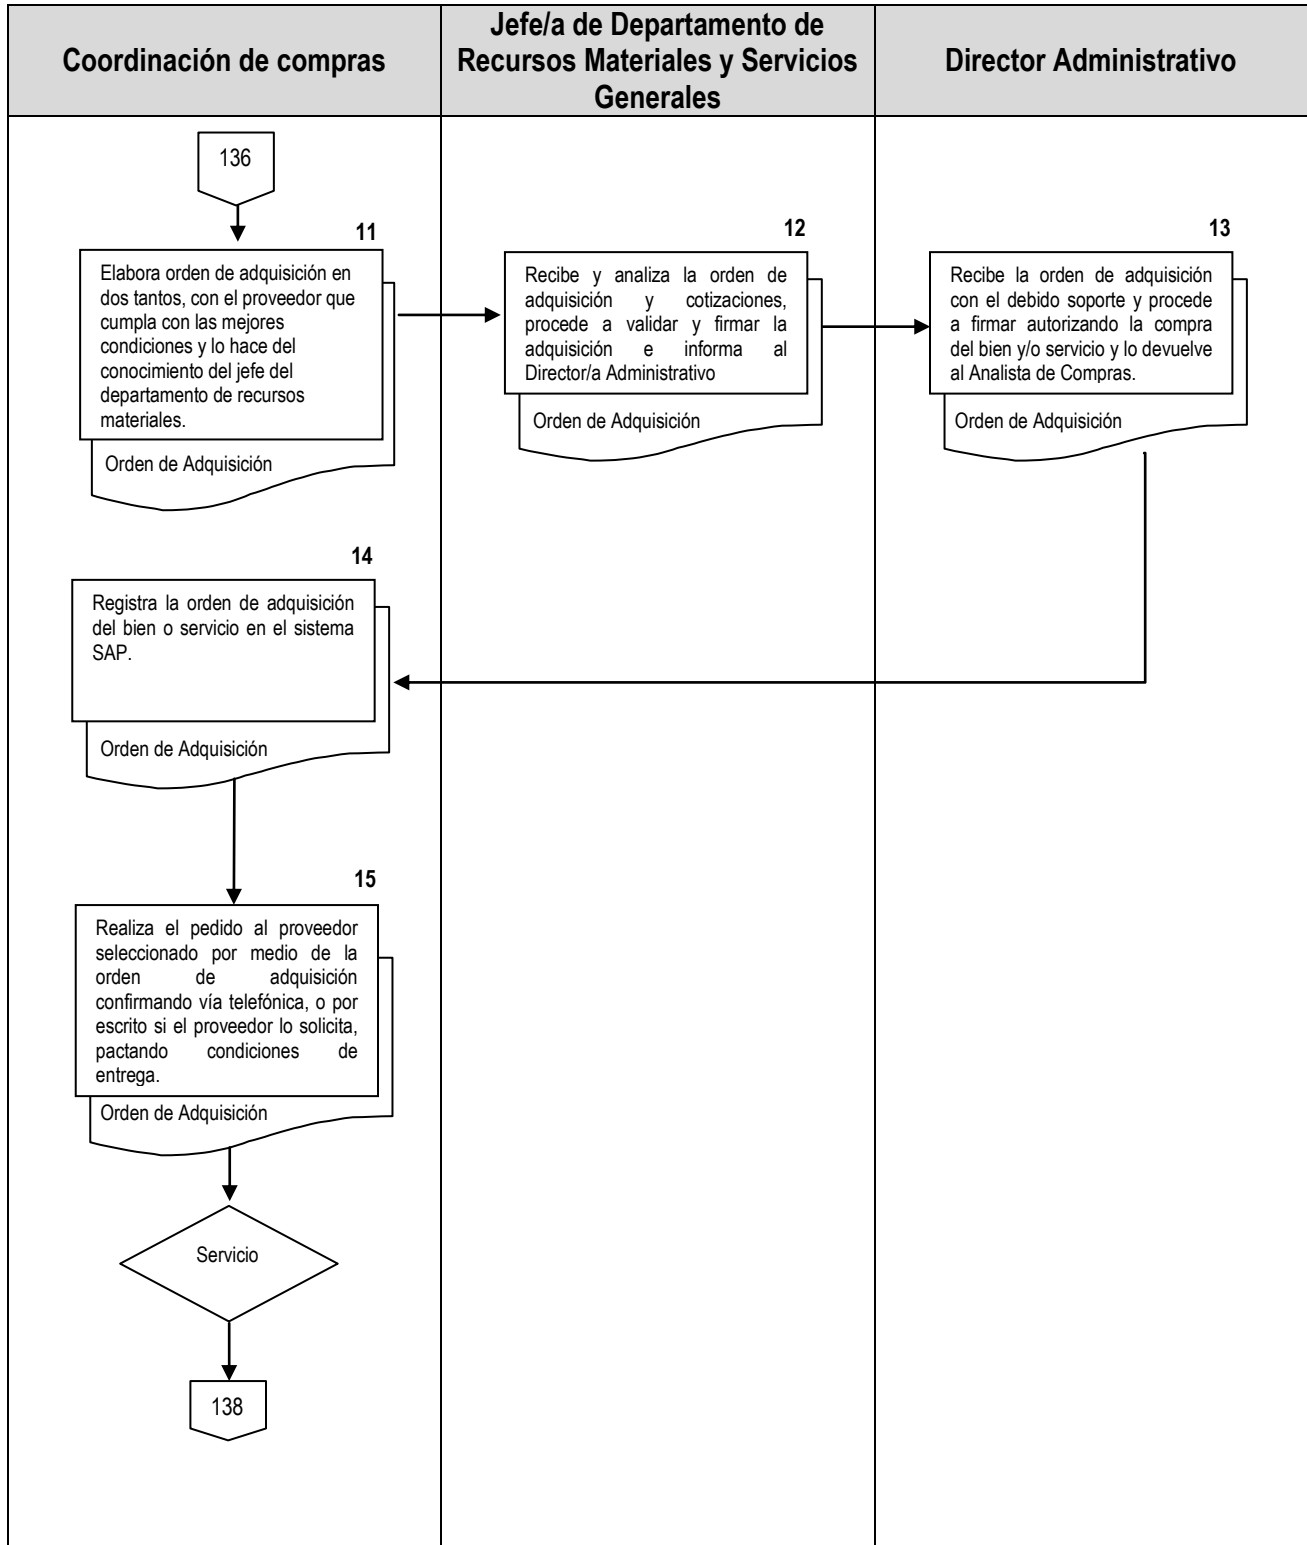 Coordinación de compras
Jefe/a de Departamento de
Recursos Materiales y Servicios
Generales
Director Administrativo
136
11
Elabora orden de adquisición en
dos tantos, con el proveedor que
cumpla con las mejores
condiciones y lo hace del
conocimiento del jefe del
departamento de recursos
materiales.
Orden de Adquisición
12
Recibe y analiza la orden de
adquisición y cotizaciones,
procede a validar y firmar la
adquisición e informa al
Director/a Administrativo
Orden de Adquisición
13
Recibe la orden de adquisición
con el debido soporte y procede
a firmar autorizando la compra
del bien y/o servicio y lo devuelve
al Analista de Compras.
Orden de Adquisición
14
Registra la orden de adquisición
del bien o servicio en el sistema
SAP.
Orden de Adquisición
15
Realiza el pedido al proveedor
seleccionado por medio de la
orden de adquisición
confirmando vía telefónica, o por
escrito si el proveedor lo solicita,
pactando condiciones de
entrega.
Orden de Adquisición
Servicio
138